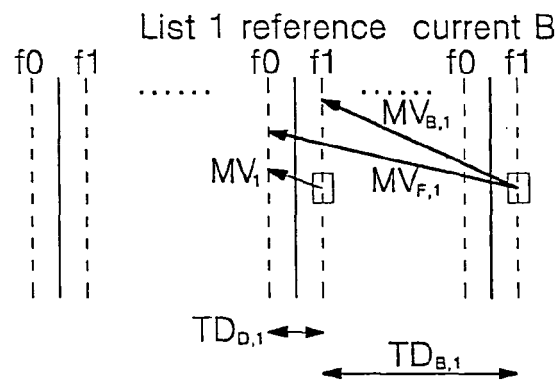 List 1 reference current B
f0 f1 f0 f1 f0 f1
...... ......
MV_B,1
MV_1 MV_F,1
TD_D,1
TD_B,1